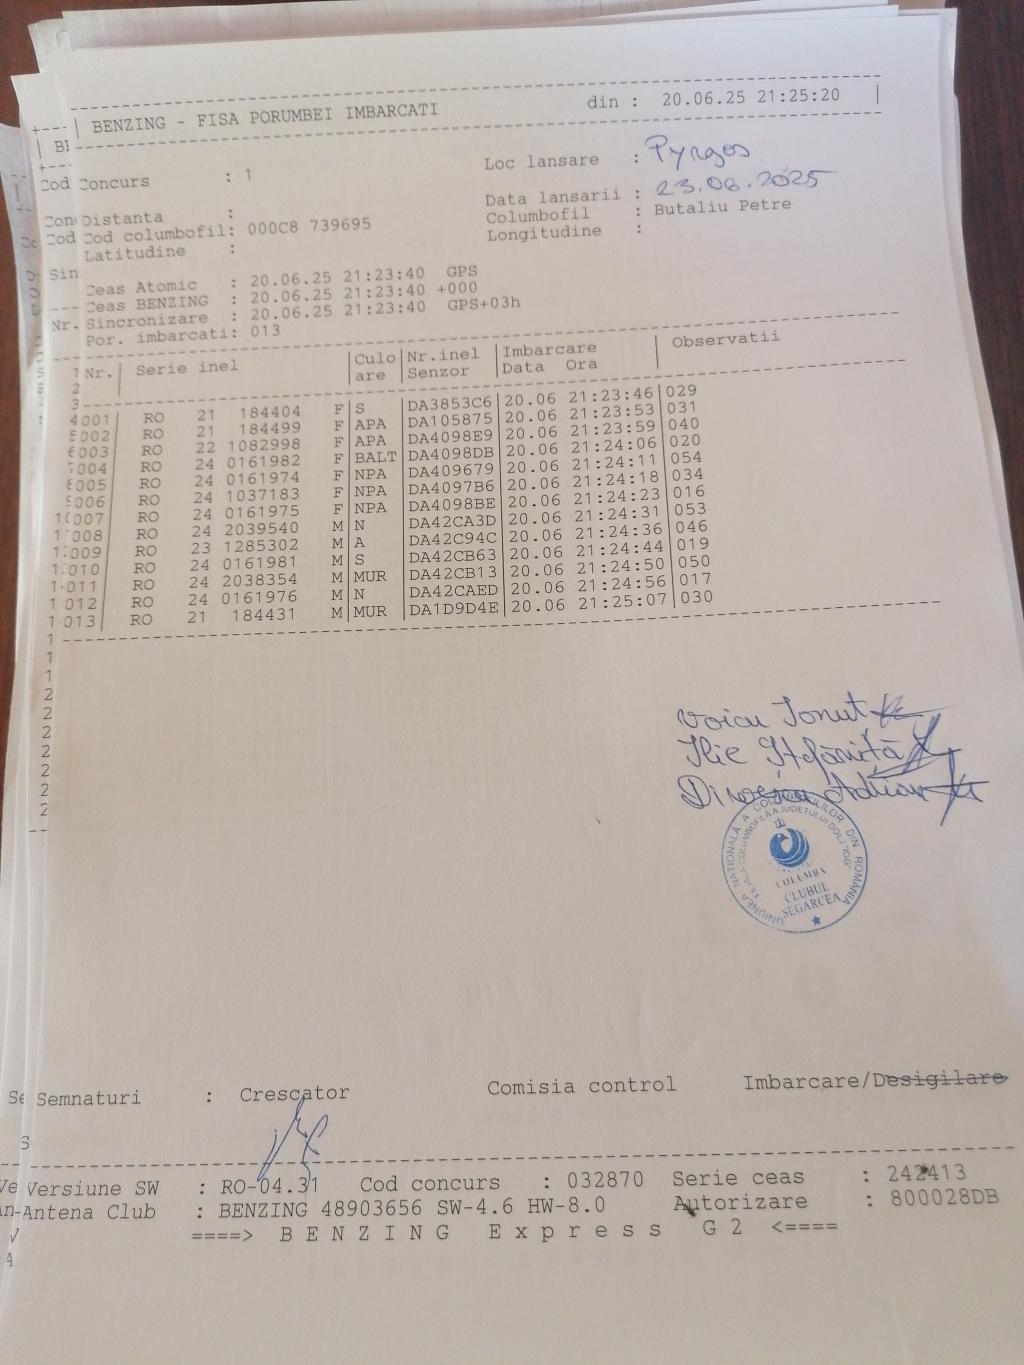 BENZING - FISA PORUMBEI IMBARCATI din : 20.06.25 21:25:20
Concurs : 1 Loc lansare : Pyrgos
Data lansarii : 23.06.2025
Distanta : Columbofil : Butaliu Petre
Cod columbofil: 000C8 739695 Longitudine :
Latitudine :
Ceas Atomic : 20.06.25 21:23:40 GPS
Ceas BENZING : 20.06.25 21:23:40 +000
Sincronizare : 20.06.25 21:23:40 GPS+03h
Por. imbarcati: 013
Nr. Serie inel Culo Nr.inel Imbarcare Observatii
are Senzor Data Ora
001 RO 21 184404 F S DA3853C6 20.06 21:23:46 029
002 RO 21 184499 F APA DA105875 20.06 21:23:53 031
003 RO 22 1082998 F APA DA4098E9 20.06 21:23:59 040
004 RO 24 0161982 F BALT DA4098DB 20.06 21:24:06 020
005 RO 24 0161974 F NPA DA409679 20.06 21:24:11 054
006 RO 24 1037183 F NPA DA4097B6 20.06 21:24:18 034
007 RO 24 0161975 F NPA DA4098BE 20.06 21:24:23 016
008 RO 24 2039540 M N DA42CA3D 20.06 21:24:31 053
009 RO 23 1285302 M A DA42C94C 20.06 21:24:36 046
010 RO 24 0161981 M S DA42CB63 20.06 21:24:44 019
011 RO 24 2038354 M MUR DA42CB13 20.06 21:24:50 050
012 RO 24 0161976 M N DA42CAED 20.06 21:24:56 017
013 RO 21 184431 M MUR DA1D9D4E 20.06 21:25:07 030
Voicu Ionut
Ilie Ștefăniță
Adrian
UNIUNEA NATIONALĂ A COLUMBOFILILOR DIN ROMANIA
COLUMBA
CLUBUL
SEGARCEA
Semnaturi : Crescator Comisia control Imbarcare/Desigilare
Versiune SW : RO-04.31 Cod concurs : 032870 Serie ceas : 242413
Antena Club : BENZING 48903656 SW-4.6 HW-8.0 Autorizare : 800028DB
====> B E N Z I N G E x p r e s s G 2 <====